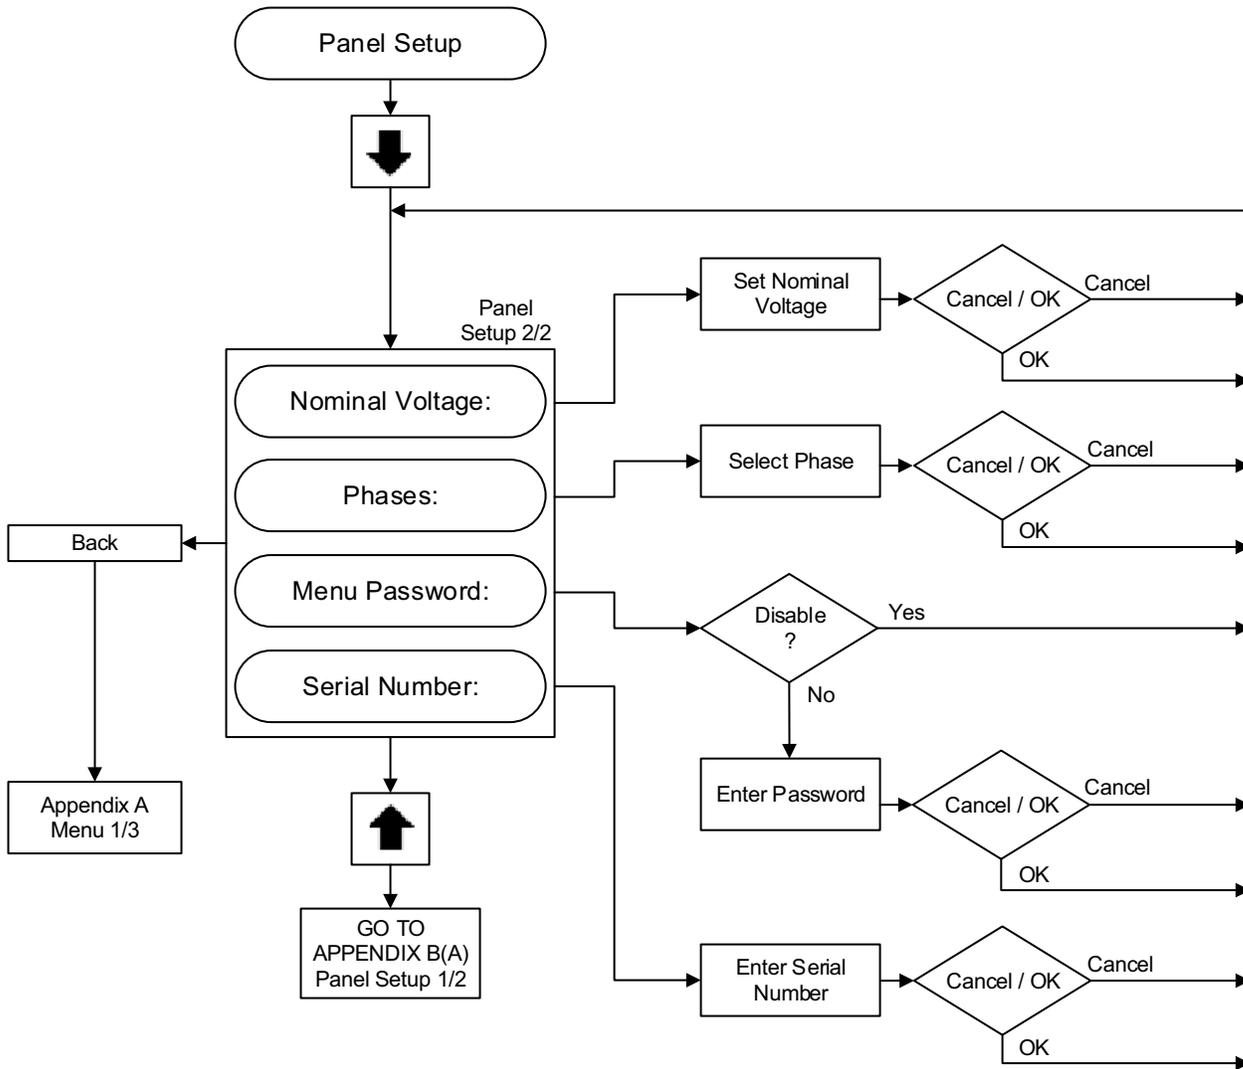 Panel Setup
Panel
Setup 2/2
Nominal Voltage:
Phases:
Menu Password:
Serial Number:
Back
Appendix A
Menu 1/3
GO TO
APPENDIX B(A)
Panel Setup 1/2
Set Nominal
Voltage
Cancel / OK
Cancel
OK
Select Phase
Cancel / OK
Cancel
OK
Disable
?
Yes
No
Enter Password
Cancel / OK
Cancel
OK
Enter Serial
Number
Cancel / OK
Cancel
OK